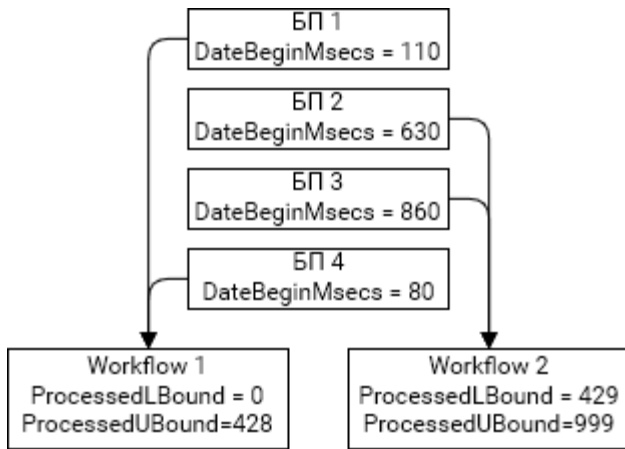 БП 1
DateBeginMsecs = 110
БП 2
DateBeginMsecs = 630
БП 3
DateBeginMsecs = 860
БП 4
DateBeginMsecs = 80
Workflow 1
ProcessedLBound = 0
ProcessedUBound=428
Workflow 2
ProcessedLBound = 429
ProcessedUBound=999